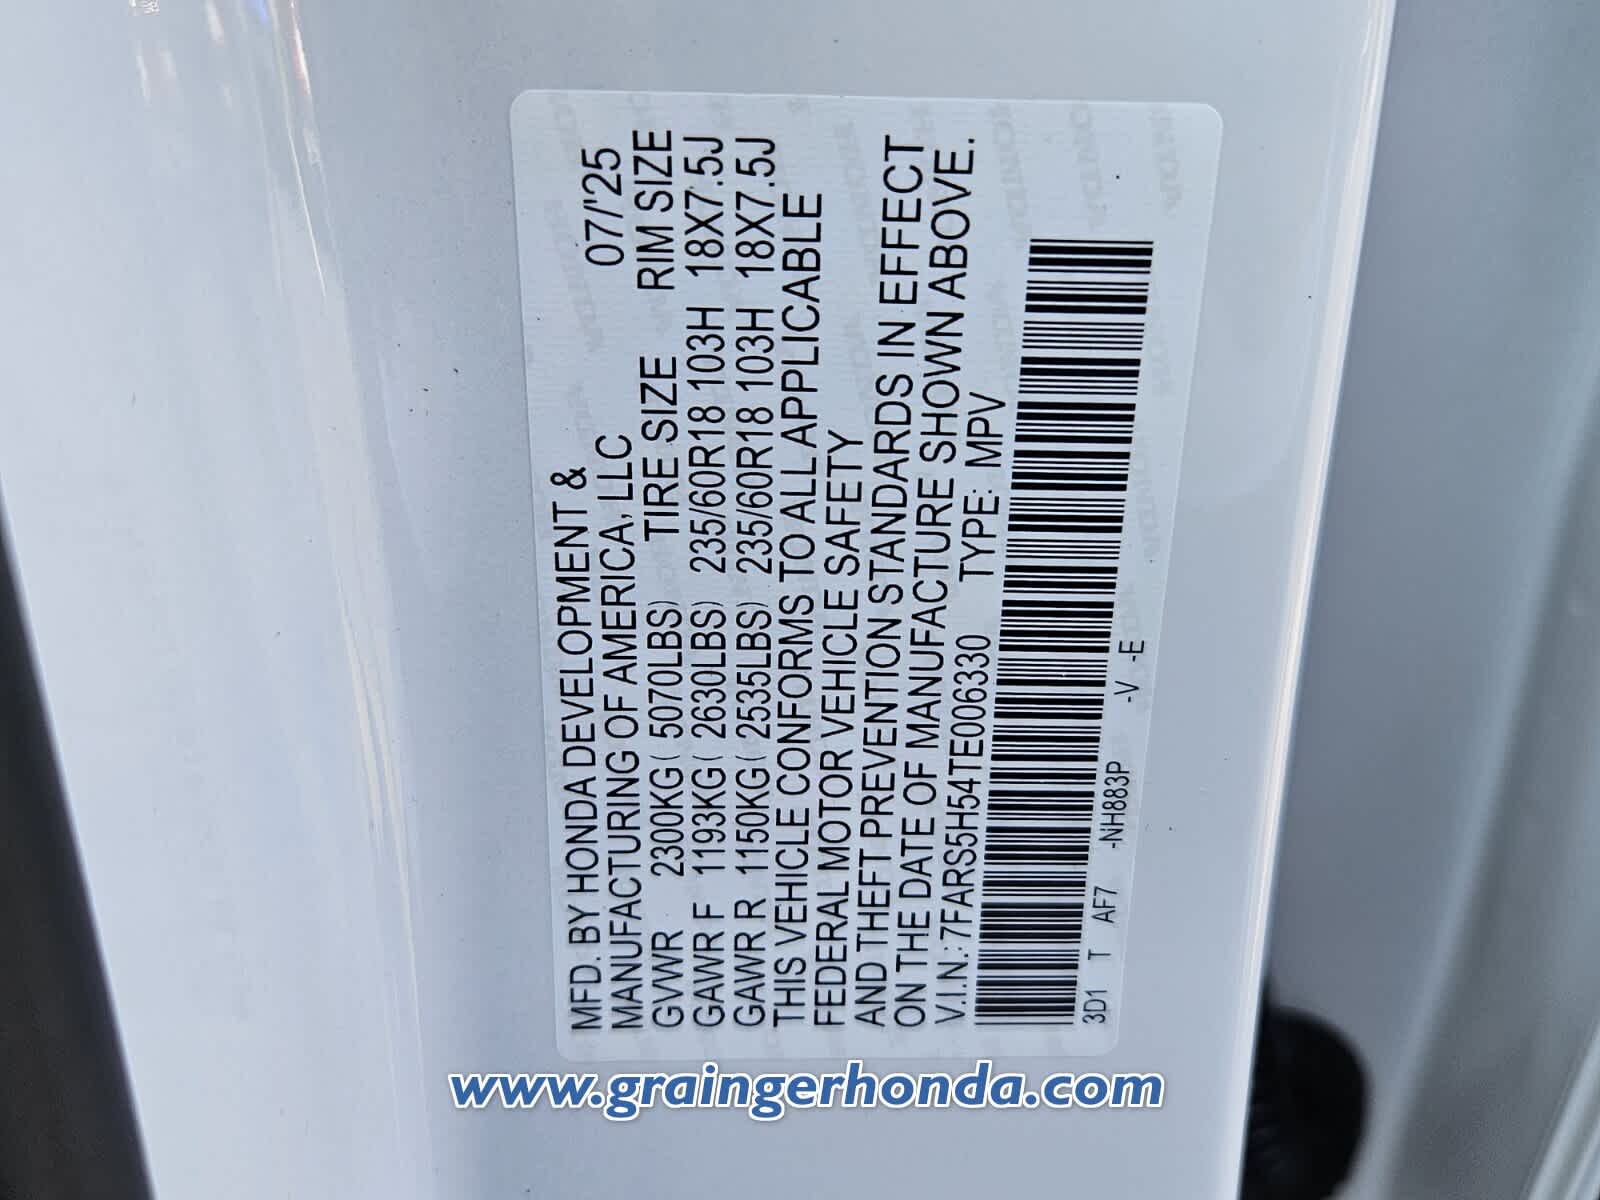 MFD. BY HONDA DEVELOPMENT &
MANUFACTURING OF AMERICA, LLC 07/'25
GVWR 2300KG( 5070LBS) TIRE SIZE RIM SIZE
GAWR F 1193KG( 2630LBS) 235/60R18 103H 18X7.5J
GAWR R 1150KG( 2535LBS) 235/60R18 103H 18X7.5J
THIS VEHICLE CONFORMS TO ALL APPLICABLE
FEDERAL MOTOR VEHICLE SAFETY
AND THEFT PREVENTION STANDARDS IN EFFECT
ON THE DATE OF MANUFACTURE SHOWN ABOVE.
V.I.N.: 7FARS5H54TE006330 TYPE: MPV
3D1 T AF7 -NH883P -V -E
www.graingerhonda.com